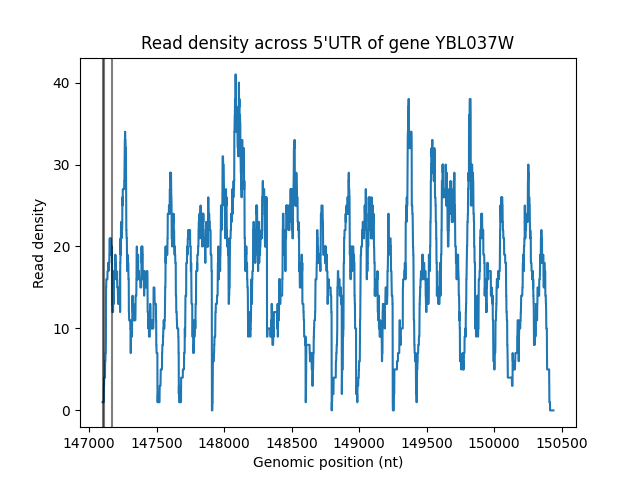 Read density across 5'UTR of gene YBL037W
40
30
20
10
0
Read density
147000 147500 148000 148500 149000 149500 150000 150500
Genomic position (nt)